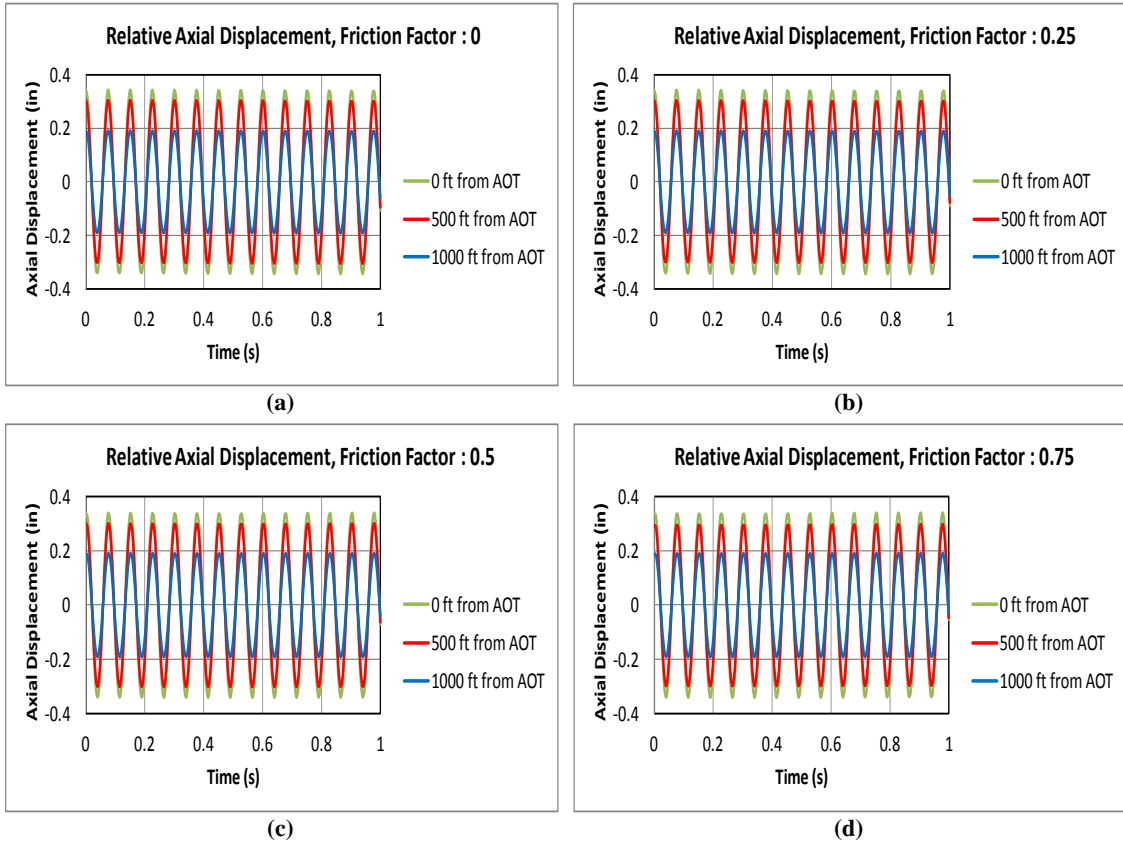 Relative Axial Displacement, Friction Factor : 0
Axial Displacement (in)
0.4
0.2
0
-0.2
-0.4
0 0.2 0.4 0.6 0.8 1
Time (s)
0 ft from AOT
500 ft from AOT
1000 ft from AOT
(a)
Relative Axial Displacement, Friction Factor : 0.25
Axial Displacement (in)
0.4
0.2
0
-0.2
-0.4
0 0.2 0.4 0.6 0.8 1
Time (s)
0 ft from AOT
500 ft from AOT
1000 ft from AOT
(b)
Relative Axial Displacement, Friction Factor : 0.5
Axial Displacement (in)
0.4
0.2
0
-0.2
-0.4
0 0.2 0.4 0.6 0.8 1
Time (s)
0 ft from AOT
500 ft from AOT
1000 ft from AOT
(c)
Relative Axial Displacement, Friction Factor : 0.75
Axial Displacement (in)
0.4
0.2
0
-0.2
-0.4
0 0.2 0.4 0.6 0.8 1
Time (s)
0 ft from AOT
500 ft from AOT
1000 ft from AOT
(d)